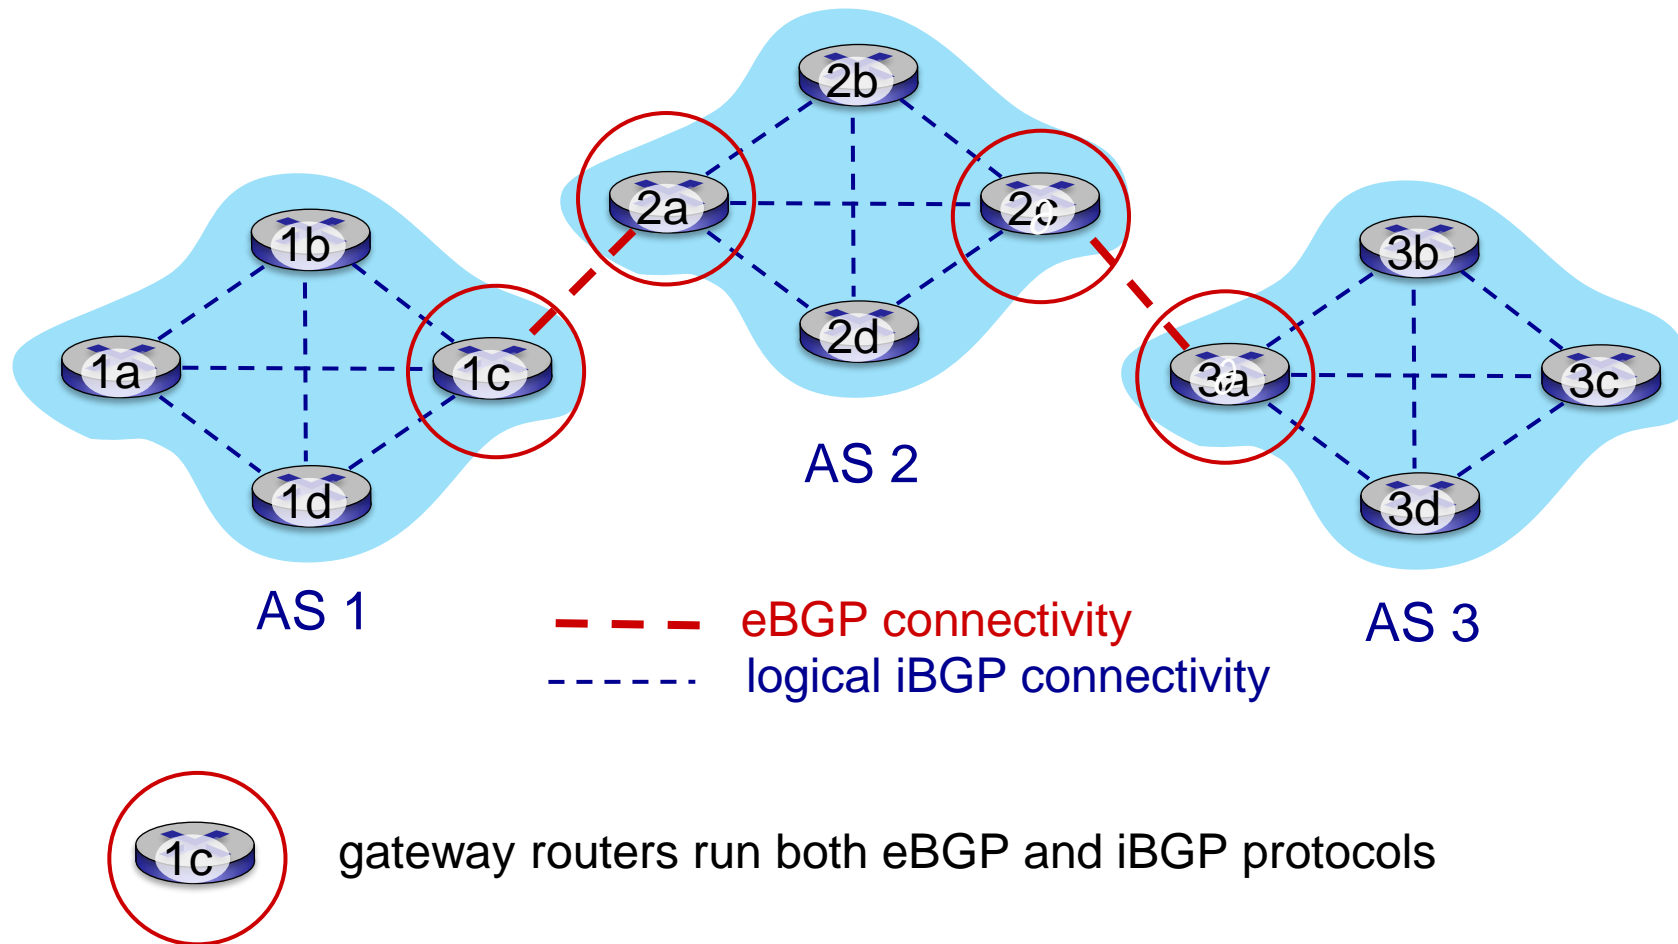 2b
2a
2c
1b
3b
2d
1a
1c
3a
3c
AS 2
1d
3d
AS 1
eBGP connectivity
AS 3
logical iBGP connectivity
1c
gateway routers run both eBGP and iBGP protocols